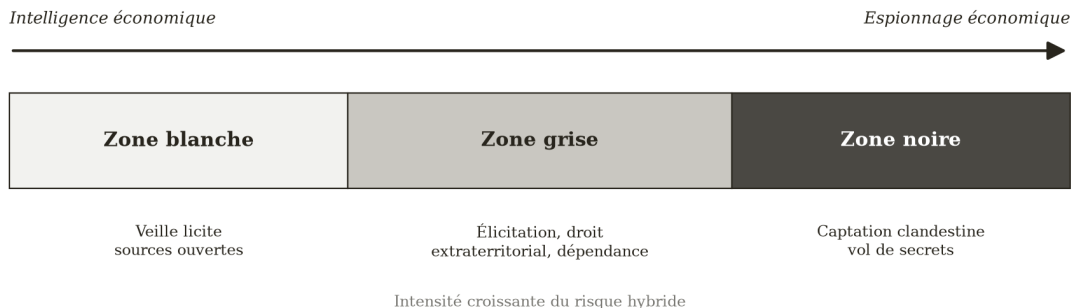 Intelligence économique
Espionnage économique
Zone blanche
Zone grise
Zone noire
Veille licite
sources ouvertes
Élicitation, droit
extraterritorial, dépendance
Captation clandestine
vol de secrets
Intensité croissante du risque hybride